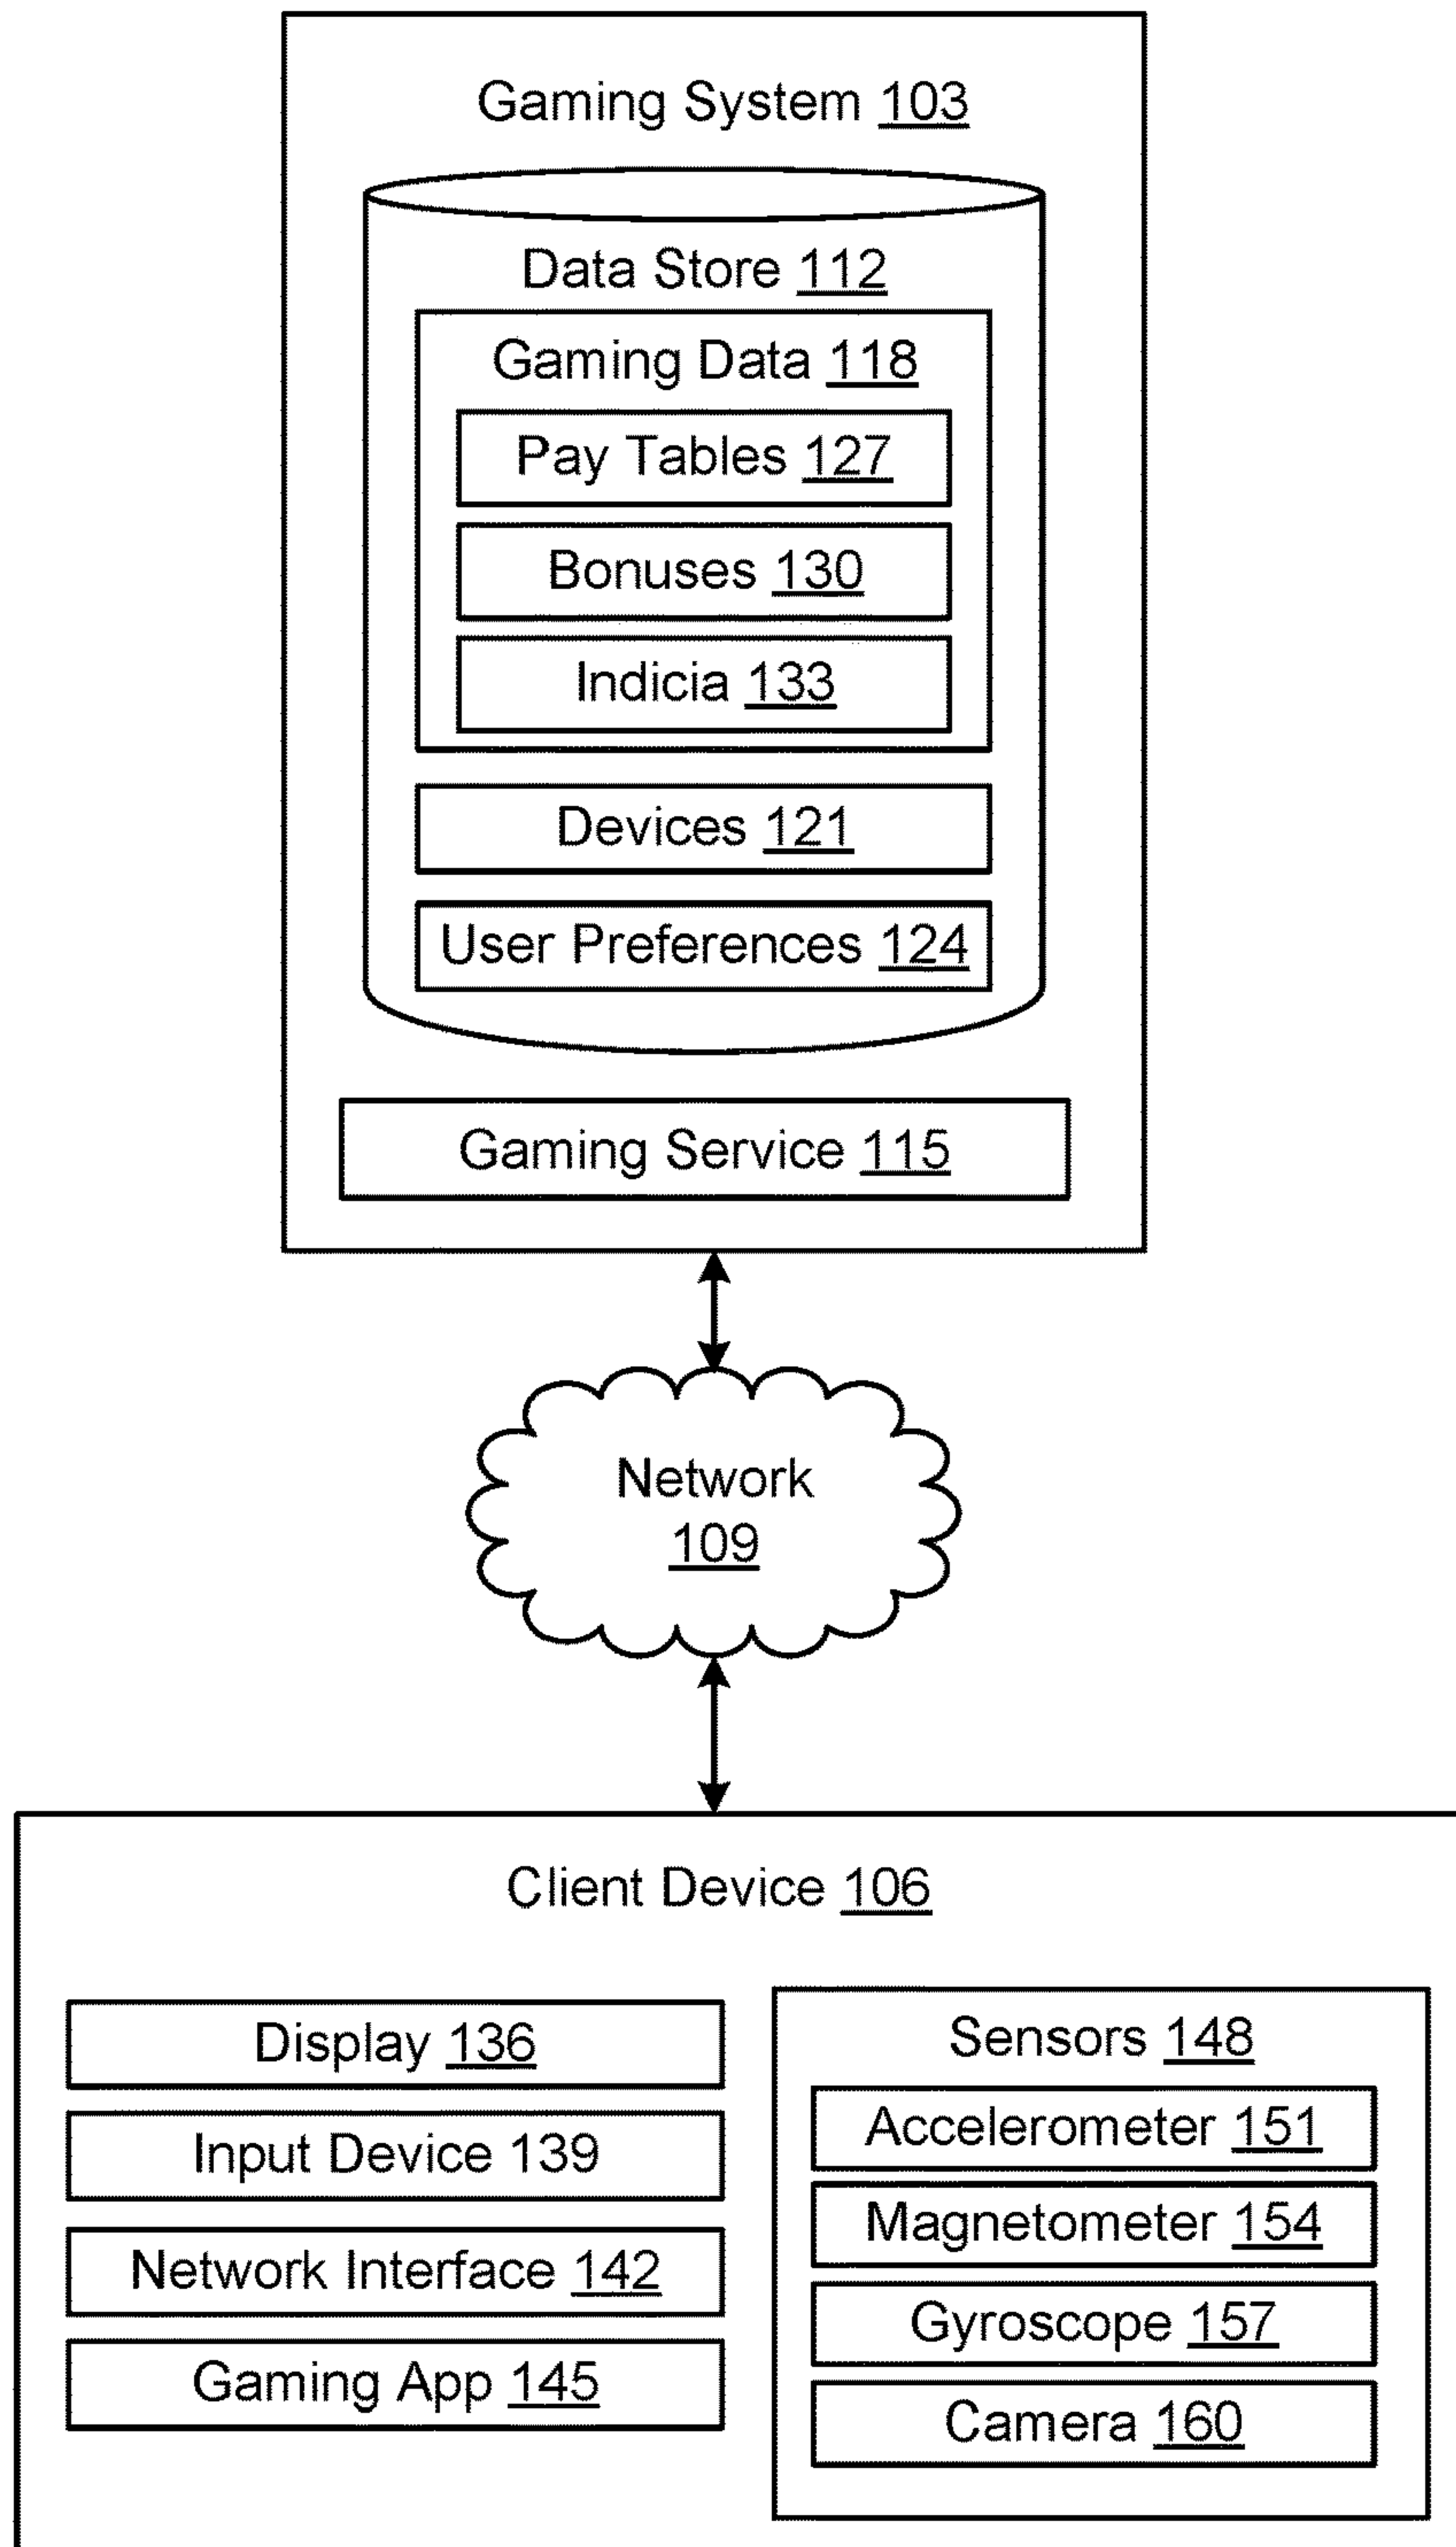 Gaming System 103
Data Store 112
Gaming Data 118
Pay Tables 127
Bonuses 130
Indicia 133
Devices 121
User Preferences 124
Gaming Service 115
Network
109
Client Device 106
Display 136
Input Device 139
Network Interface 142
Gaming App 145
Sensors 148
Accelerometer 151
Magnetometer 154
Gyroscope 157
Camera 160